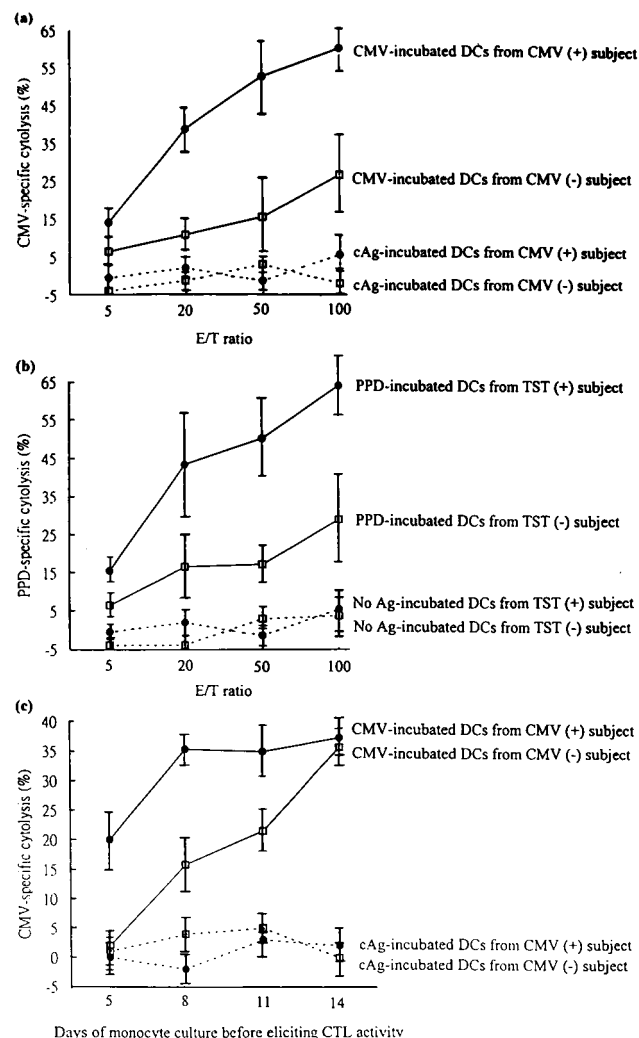 (a)
CMV-specific cytolysis (%)
65
55
45
35
25
15
5
-5
5 20 50 100
E/T ratio
CMV-incubated DCs from CMV (+) subject
CMV-incubated DCs from CMV (-) subject
cAg-incubated DCs from CMV (+) subject
cAg-incubated DCs from CMV (-) subject
(b)
PPD-specific cytolysis (%)
65
55
45
35
25
15
5
-5
5 20 50 100
E/T ratio
PPD-incubated DCs from TST (+) subject
PPD-incubated DCs from TST (-) subject
No Ag-incubated DCs from TST (+) subject
No Ag-incubated DCs from TST (-) subject
(c)
CMV-specific cytolysis (%)
40
35
30
25
20
15
10
5
0
-5
5 8 11 14
CMV-incubated DCs from CMV (+) subject
CMV-incubated DCs from CMV (-) subject
cAg-incubated DCs from CMV (+) subject
cAg-incubated DCs from CMV (-) subject
Days of monocyte culture before eliciting CTL activity